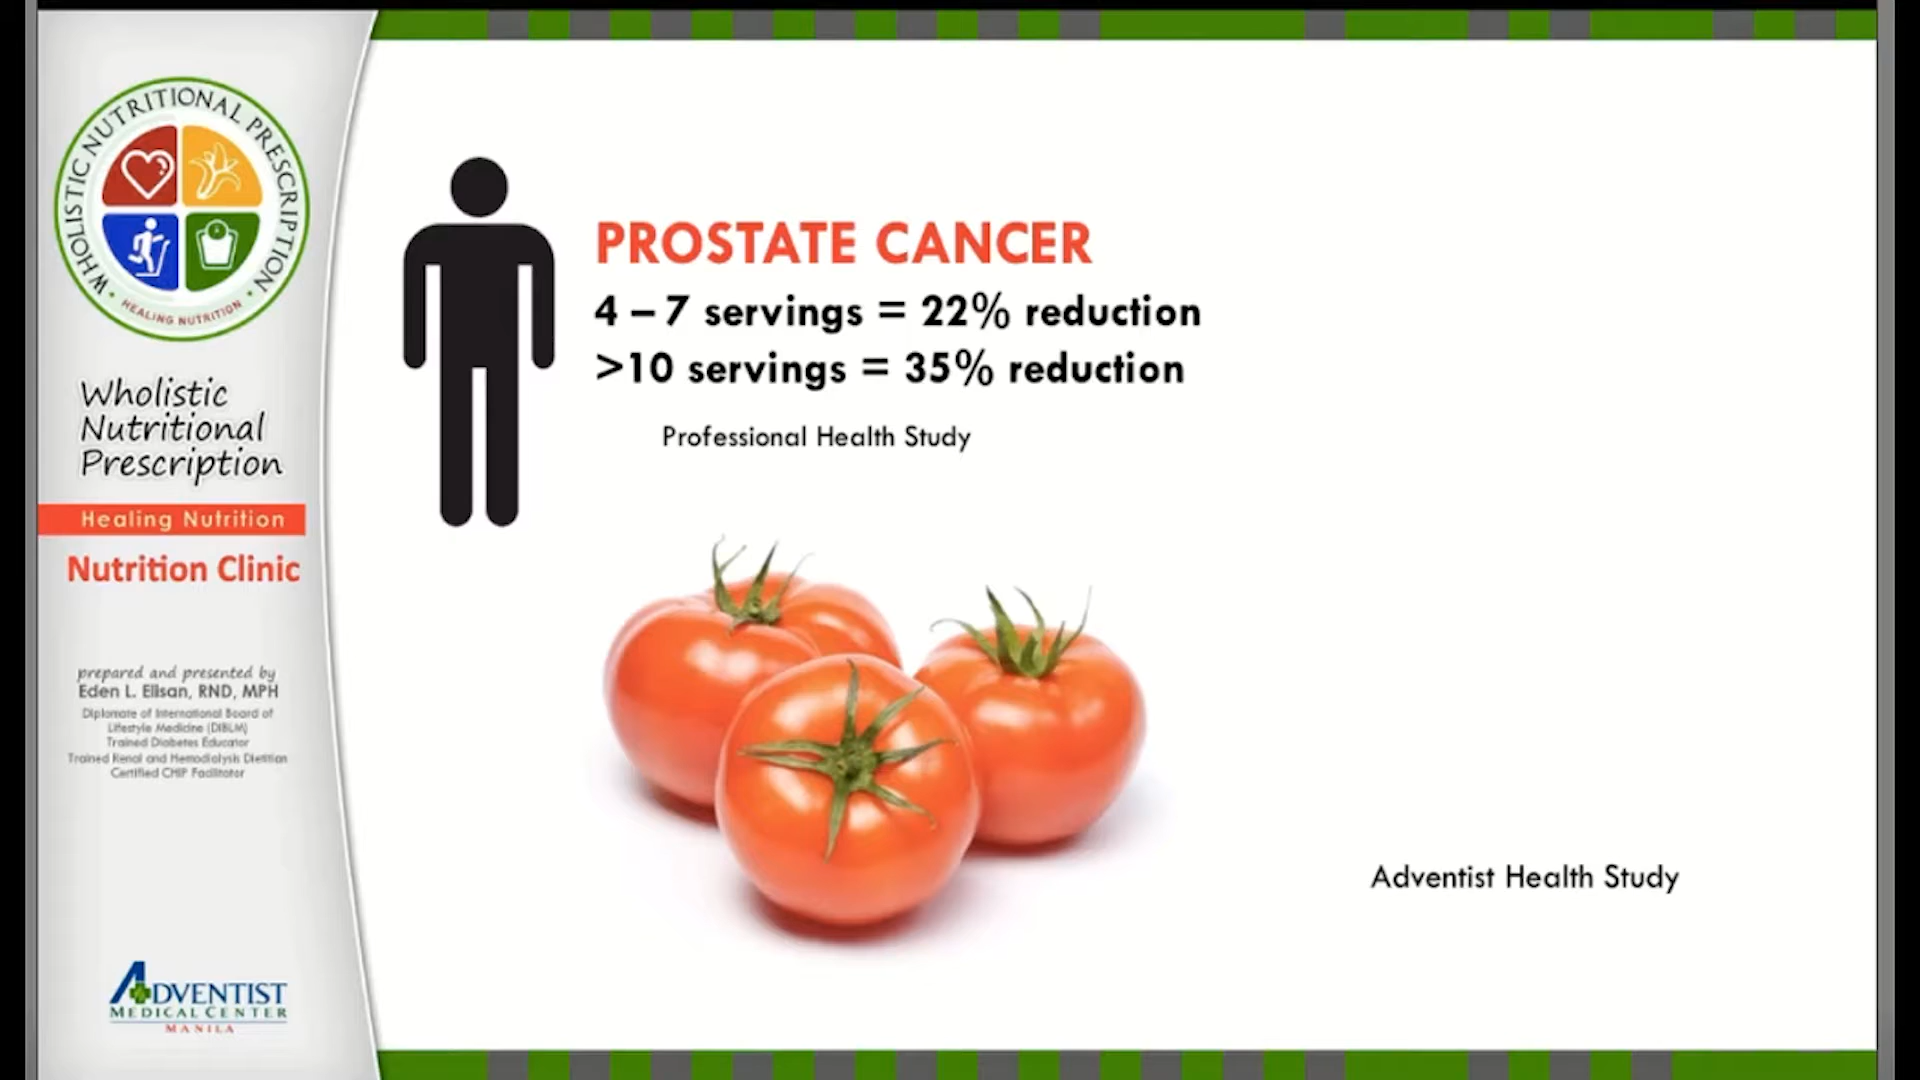 WHOLISTIC NUTRITIONAL PRESCRIPTION
HEALING NUTRITION
Wholistic
Nutritional
Prescription
Healing Nutrition
Nutrition Clinic
prepared and presented by
Eden L. Elisan, RND, MPH
Diplomate of International Board of
Lifestyle Medicine (DIBLM)
Trained Diabetes Educator
Trained Renal and Hemodialysis Dietitian
Certified CHIP Facilitator
ADVENTIST
MEDICAL CENTER
MANILA
PROSTATE CANCER
4 – 7 servings = 22% reduction
>10 servings = 35% reduction
Professional Health Study
Adventist Health Study